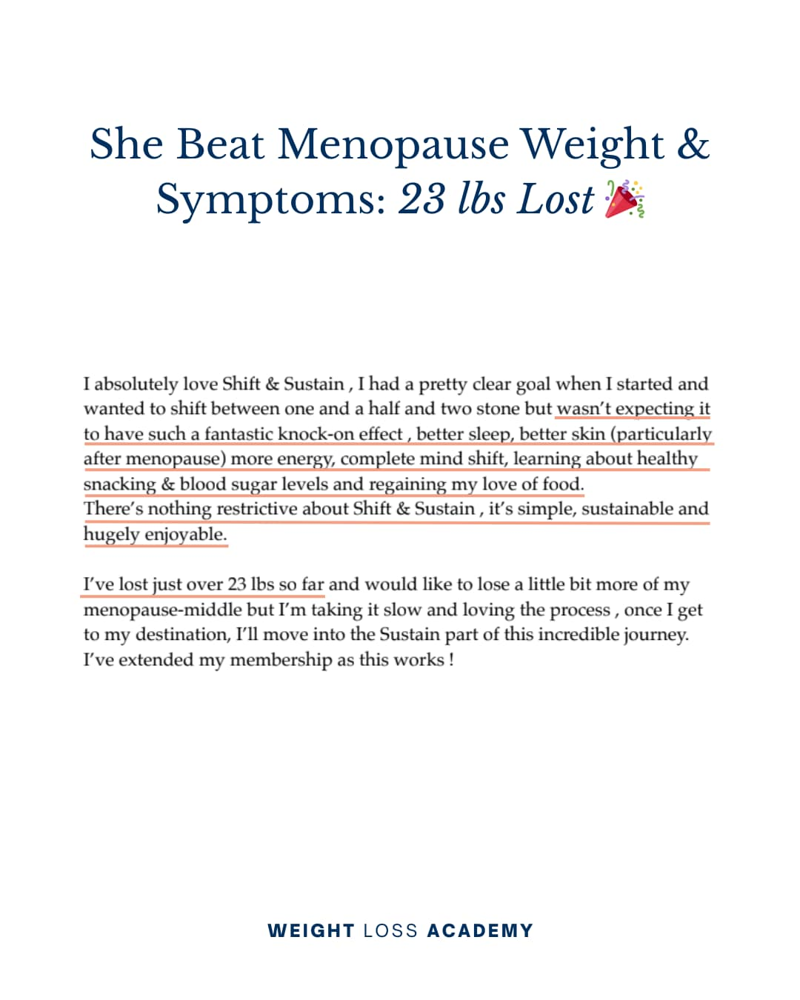 She Beat Menopause Weight &
Symptoms: 23 lbs Lost 🎉
I absolutely love Shift & Sustain , I had a pretty clear goal when I started and
wanted to shift between one and a half and two stone but wasn’t expecting it
to have such a fantastic knock-on effect , better sleep, better skin (particularly
after menopause) more energy, complete mind shift, learning about healthy
snacking & blood sugar levels and regaining my love of food.
There’s nothing restrictive about Shift & Sustain , it’s simple, sustainable and
hugely enjoyable.
I’ve lost just over 23 lbs so far and would like to lose a little bit more of my
menopause-middle but I’m taking it slow and loving the process , once I get
to my destination, I’ll move into the Sustain part of this incredible journey.
I’ve extended my membership as this works !
WEIGHT LOSS ACADEMY